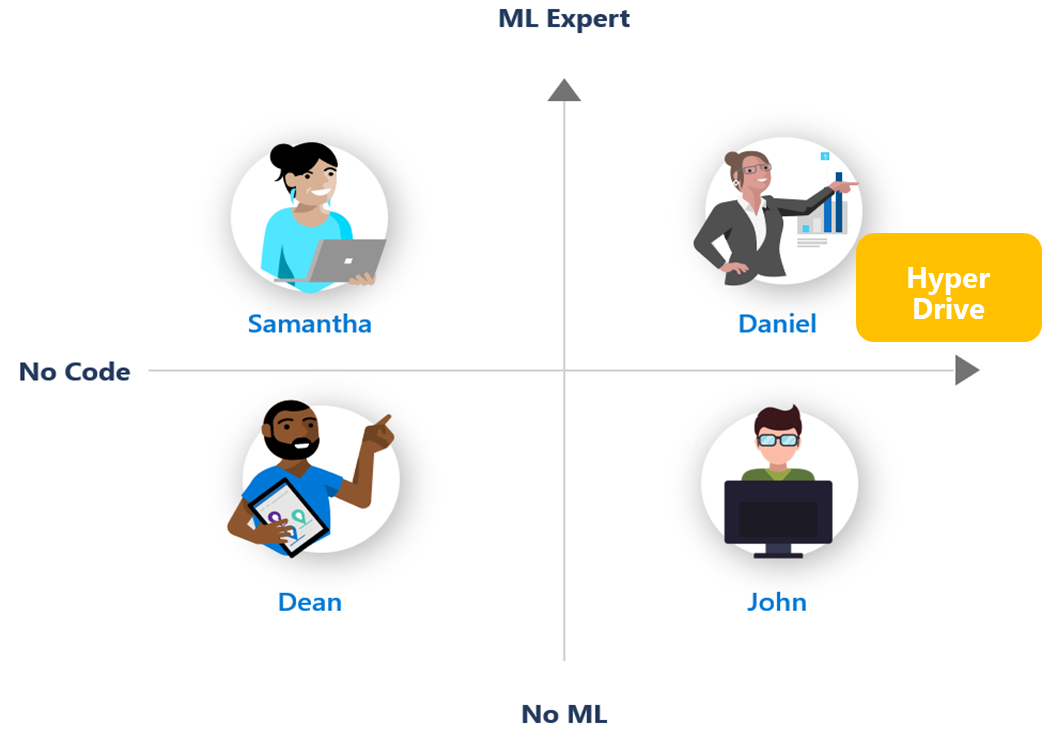 ML Expert
Samantha
Daniel
Hyper
Drive
No Code
Dean
John
No ML